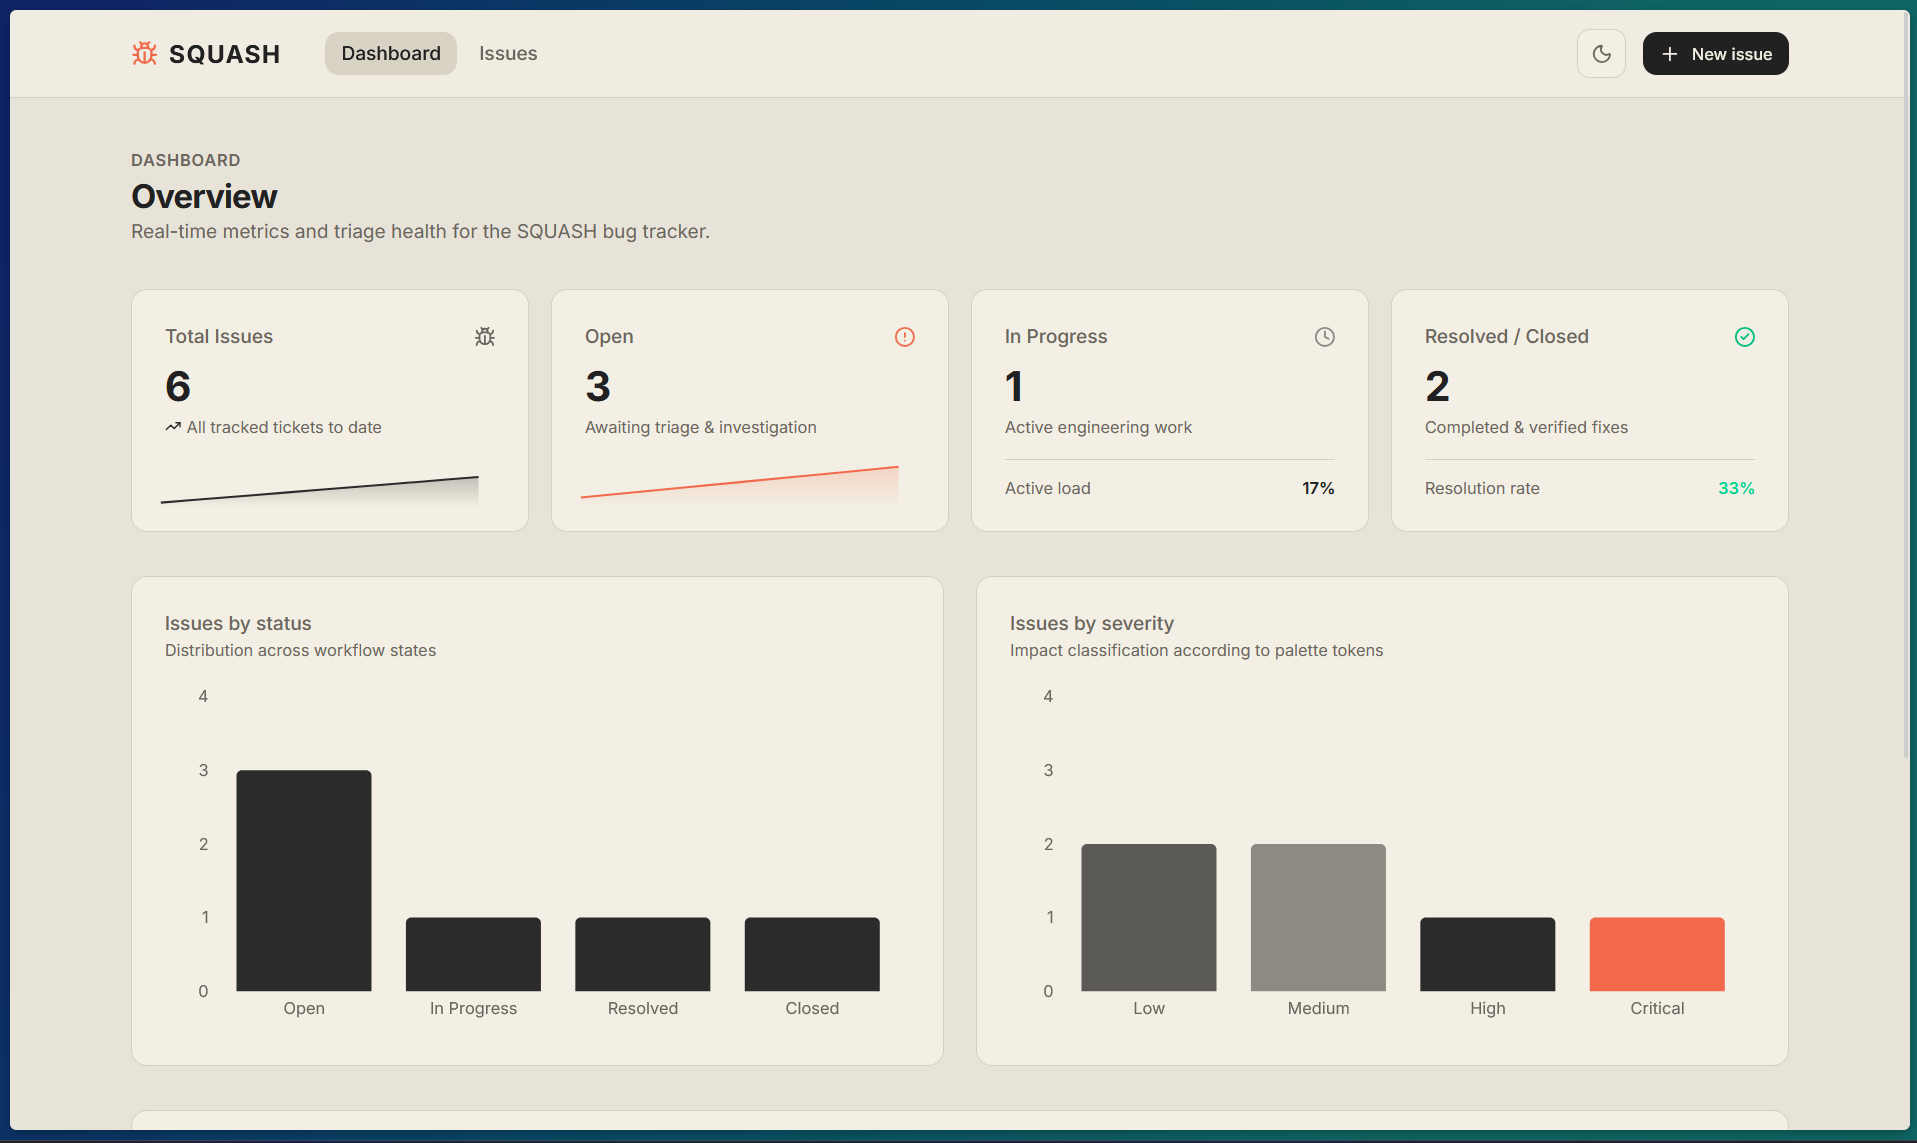 SQUASH
Dashboard
Issues
New issue
DASHBOARD
Overview
Real-time metrics and triage health for the SQUASH bug tracker.
Total Issues
6
All tracked tickets to date
Open
3
Awaiting triage & investigation
In Progress
1
Active engineering work
Active load
17%
Resolved / Closed
2
Completed & verified fixes
Resolution rate
33%
Issues by status
Distribution across workflow states
4
3
2
1
0
Open
In Progress
Resolved
Closed
Issues by severity
Impact classification according to palette tokens
4
3
2
1
0
Low
Medium
High
Critical